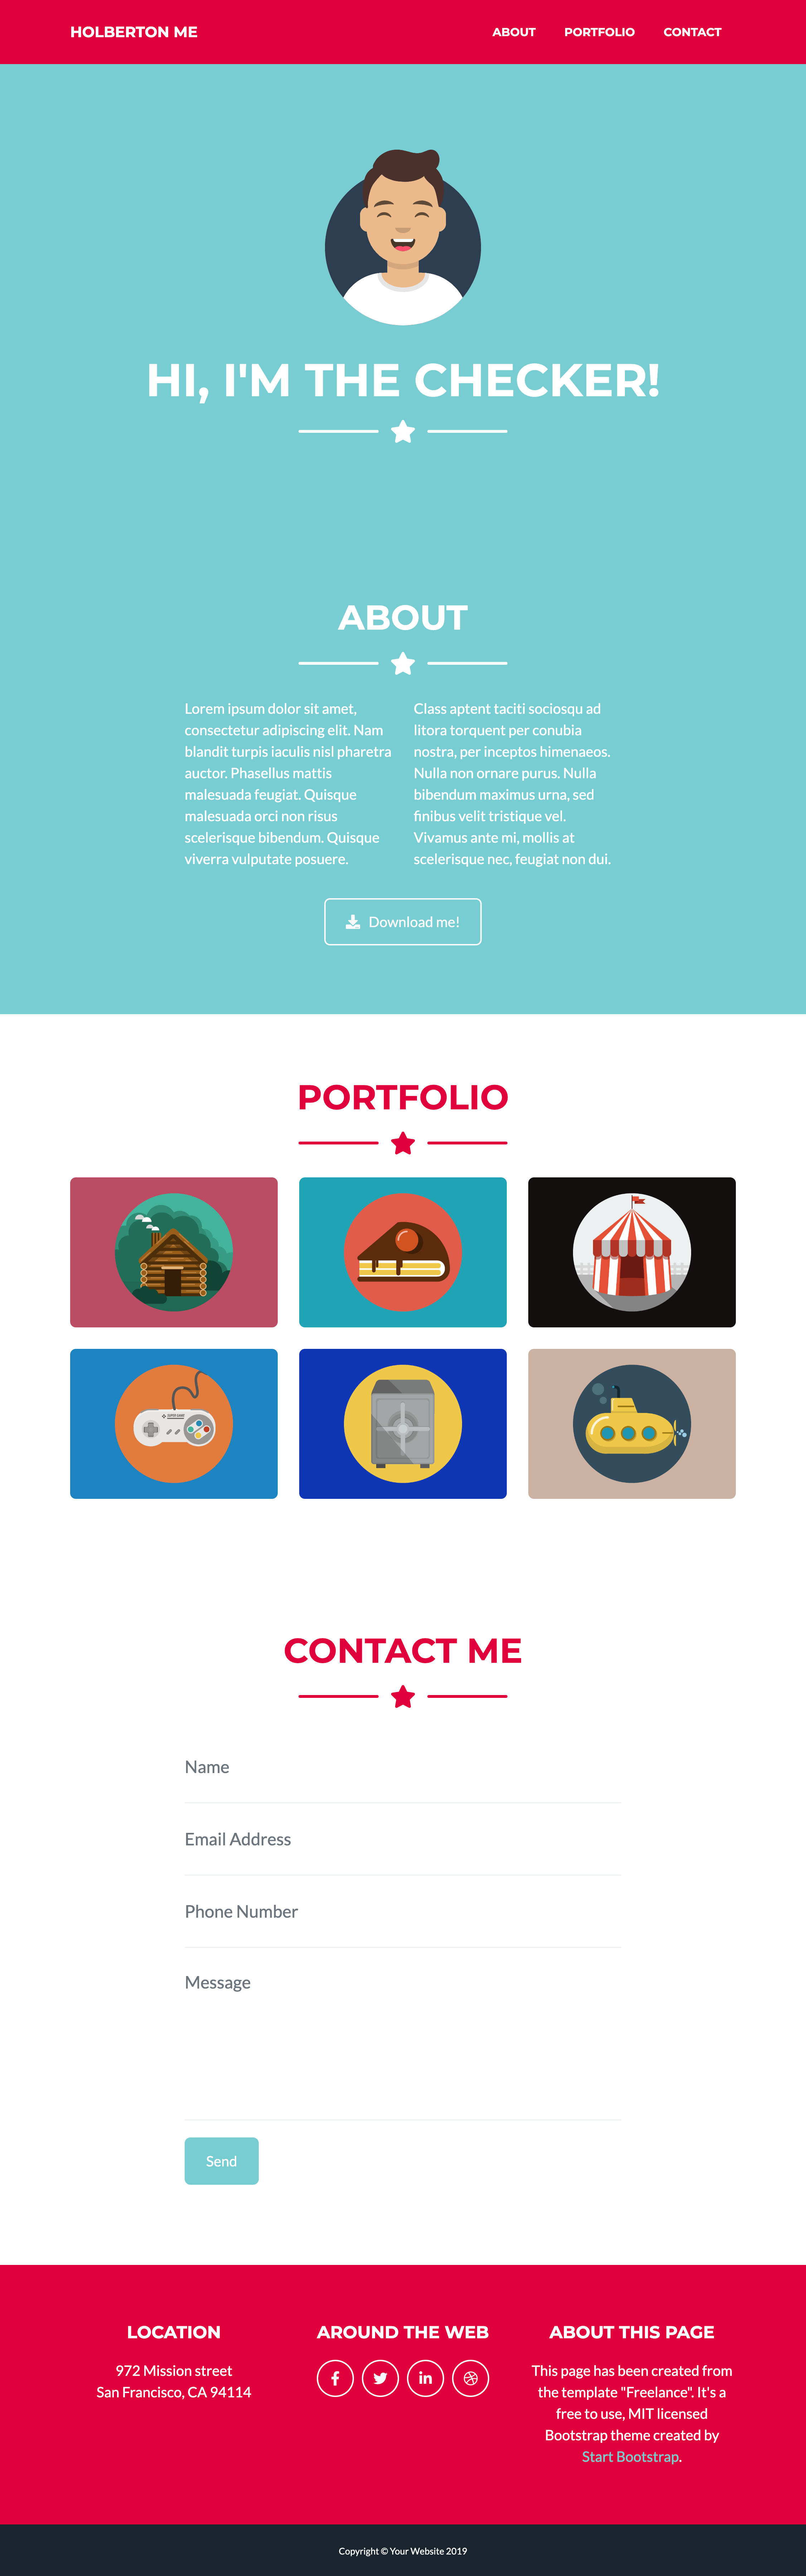 HOLBERTON ME
ABOUT
PORTFOLIO
CONTACT
HI, I'M THE CHECKER!
ABOUT
Lorem ipsum dolor sit amet,
consectetur adipiscing elit. Nam
blandit turpis iaculis nisl pharetra
auctor. Phasellus mattis
malesuada feugiat. Quisque
malesuada orci non risus
scelerisque bibendum. Quisque
viverra vulputate posuere.
Class aptent taciti sociosqu ad
litora torquent per conubia
nostra, per inceptos himenaeos.
Nulla non ornare purus. Nulla
bibendum maximus urna, sed
finibus velit tristique vel.
Vivamus ante mi, mollis at
scelerisque nec, feugiat non dui.
Download me!
PORTFOLIO
CONTACT ME
Name
Email Address
Phone Number
Message
Send
LOCATION
972 Mission street
San Francisco, CA 94114
AROUND THE WEB
ABOUT THIS PAGE
This page has been created from
the template "Freelance". It's a
free to use, MIT licensed
Bootstrap theme created by
Start Bootstrap.
Copyright © Your Website 2019